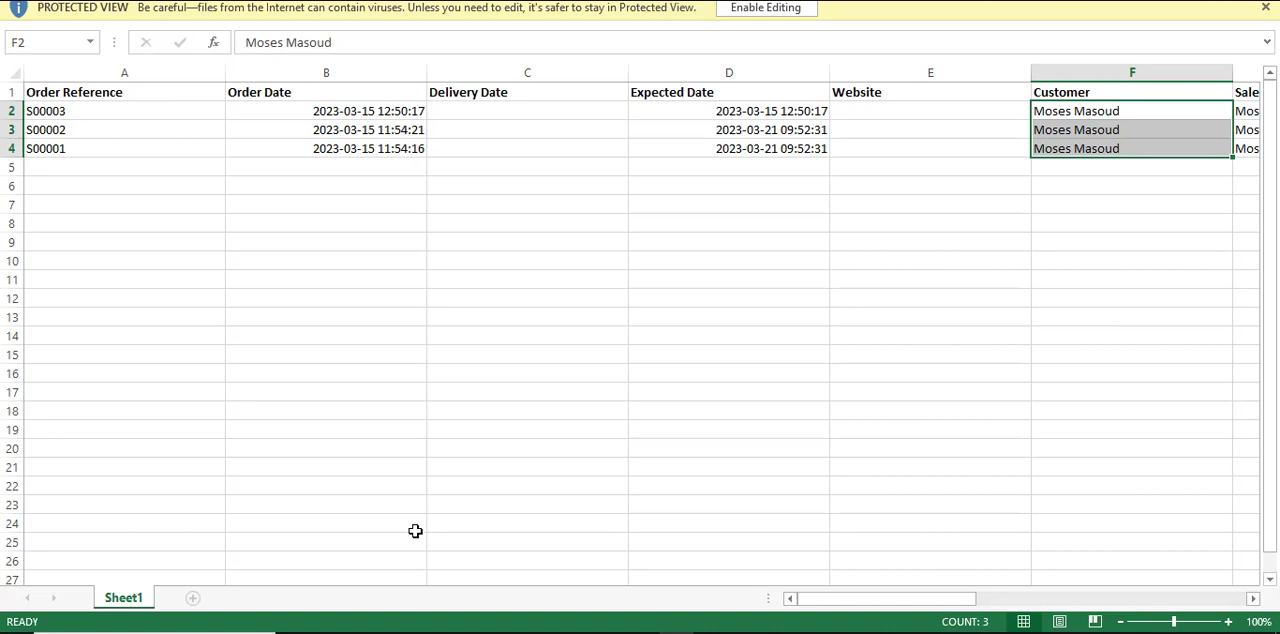 PROTECTED VIEW Be careful—files from the Internet can contain viruses. Unless you need to edit, it's safer to stay in Protected View. Enable Editing
F2 fx Moses Masoud
A B C D E F
1 Order Reference Order Date Delivery Date Expected Date Website Customer Sale
2 S00003 2023-03-15 12:50:17 2023-03-15 12:50:17 Moses Masoud Mos
3 S00002 2023-03-15 11:54:21 2023-03-21 09:52:31 Moses Masoud Mos
4 S00001 2023-03-15 11:54:16 2023-03-21 09:52:31 Moses Masoud Mos
5
6
7
8
9
10
11
12
13
14
15
16
17
18
19
20
21
22
23
24
25
26
27
Sheet1
READY COUNT: 3 100%